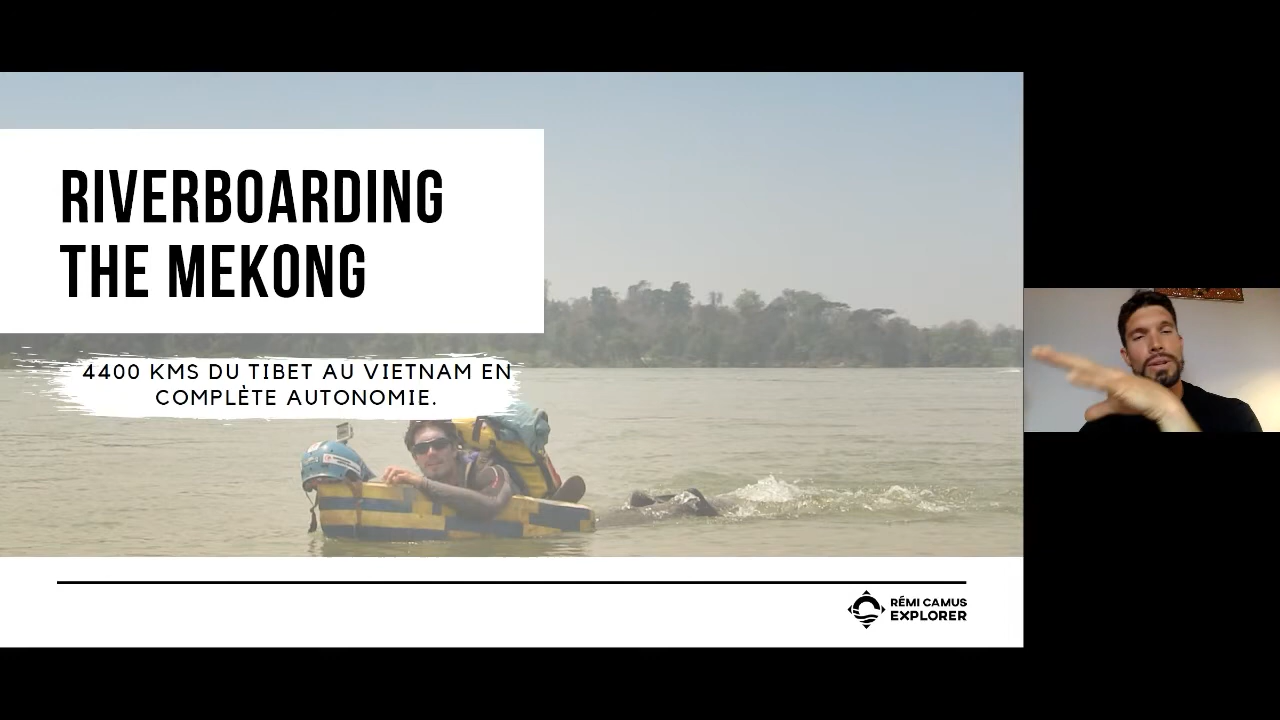 RIVERBOARDING
THE MEKONG
4400 KMS DU TIBET AU VIETNAM EN
COMPLÈTE AUTONOMIE.
RÉMI CAMUS
EXPLORER